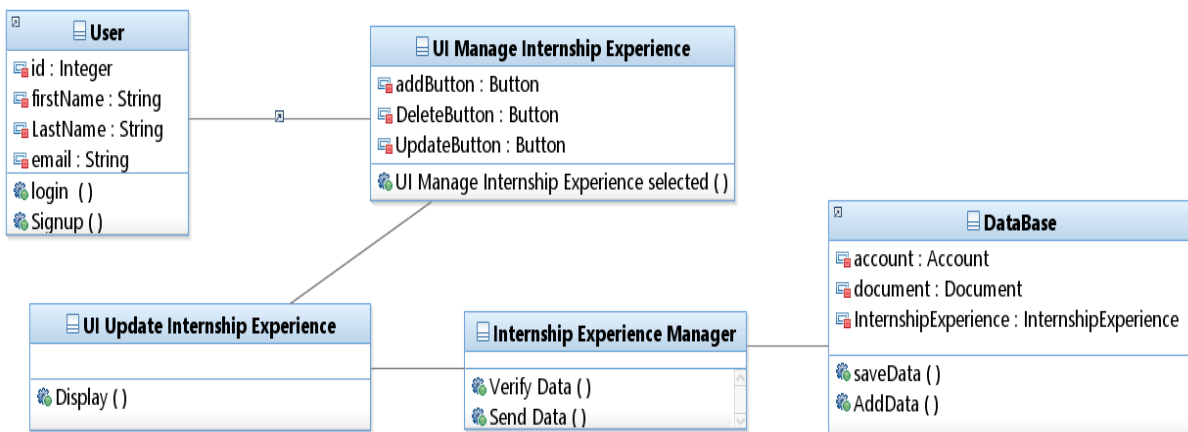 User
id : Integer
firstName : String
LastName : String
email : String
login ()
Signup ()
UI Manage Internship Experience
addButton : Button
DeleteButton : Button
UpdateButton : Button
UI Manage Internship Experience selected ()
UI Update Internship Experience
Display ()
Internship Experience Manager
Verify Data ()
Send Data ()
DataBase
account : Account
document : Document
InternshipExperience : InternshipExperience
saveData ()
AddData ()